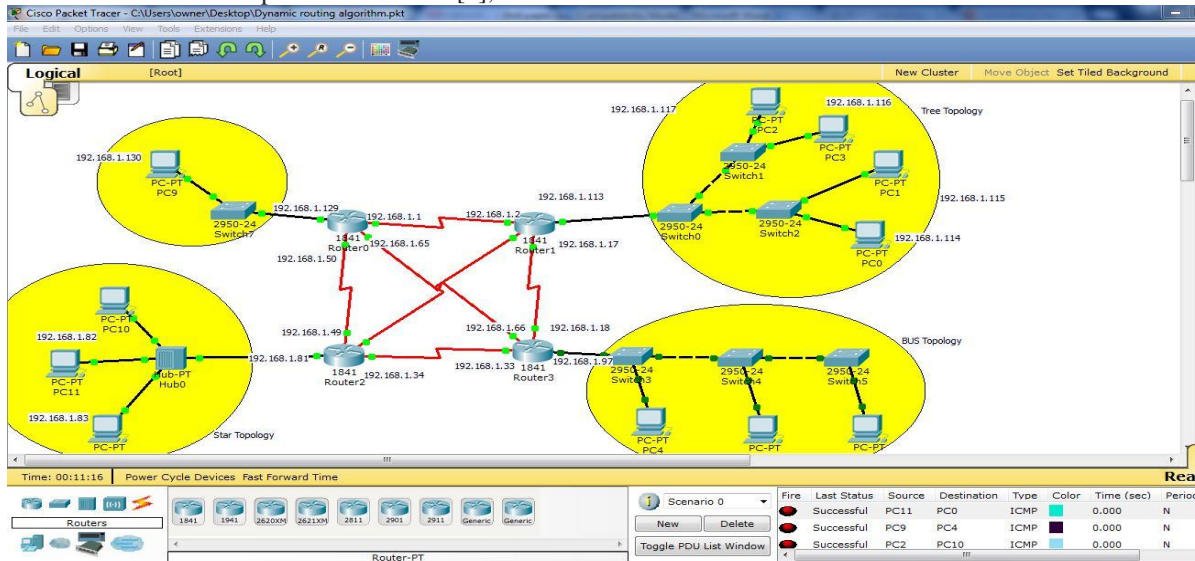 Cisco Packet Tracer - C:\Users\owner\Desktop\Dynamic routing algorithm.pkt
File Edit Options View Tools Extensions Help
Logical [Root] New Cluster Move Object Set Tiled Background
192.168.1.130
PC-PT
PC9
2950-24
Switch7
192.168.1.129
192.168.1.1
1841
Router0
192.168.1.65
192.168.1.50
192.168.1.2
192.168.1.113
1841
Router1
192.168.1.17
192.168.1.117
PC-PT
PC2
192.168.1.116
Tree Topology
PC-PT
PC3
2950-24
Switch1
PC-PT
PC1
192.168.1.115
2950-24
Switch0
2950-24
Switch2
192.168.1.114
PC-PT
PC0
PC-PT
PC10
192.168.1.82
PC-PT
PC11
Hub-PT
Hub0
192.168.1.83
PC-PT
Star Topology
192.168.1.81
192.168.1.49
1841
Router2
192.168.1.34
192.168.1.33
192.168.1.66
192.168.1.18
1841
Router3
192.168.1.97
BUS Topology
2950-24
Switch3
2950-24
Switch4
2950-24
Switch5
PC-PT
PC4
PC-PT
PC-PT
Time: 00:11:16 Power Cycle Devices Fast Forward Time
Routers
1841 1941 2620XM 2621XM 2811 2901 2911 Generic Generic
Router-PT
Scenario 0
New Delete
Toggle PDU List Window
Fire Last Status Source Destination Type Color Time (sec) Period
Successful PC11 PC0 ICMP 0.000 N
Successful PC9 PC4 ICMP 0.000 N
Successful PC2 PC10 ICMP 0.000 N